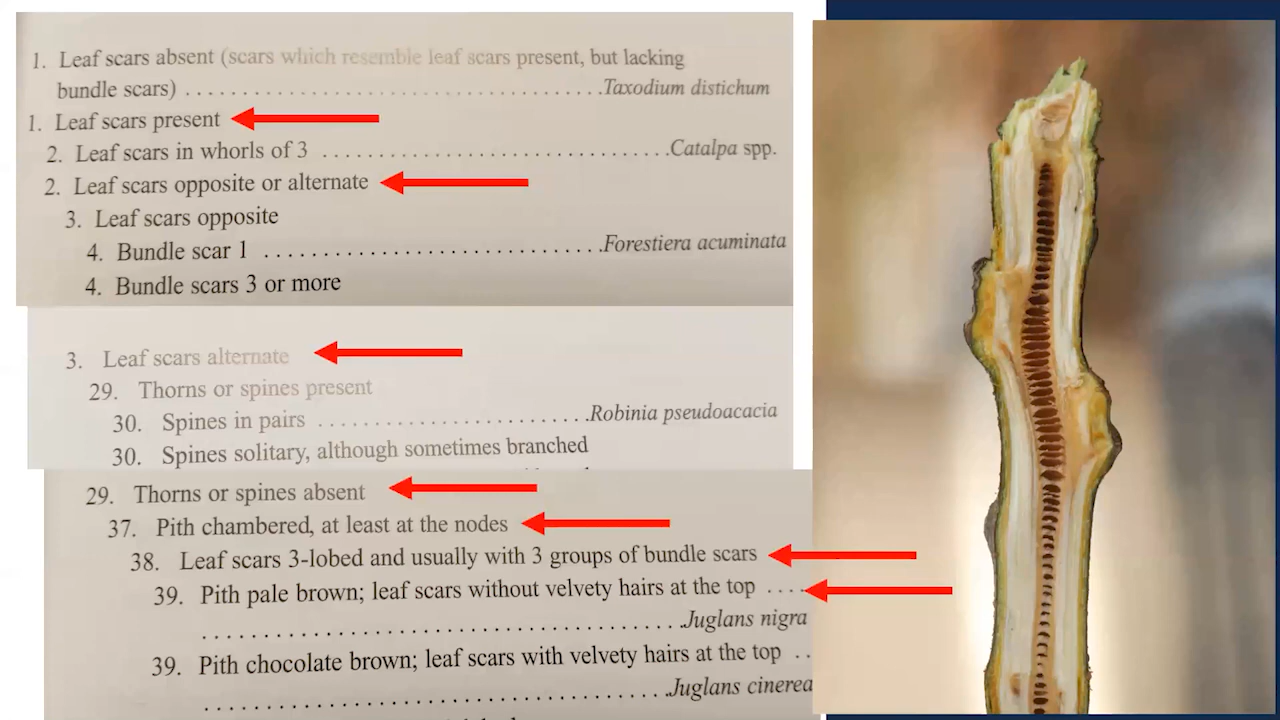 1. Leaf scars absent (scars which resemble leaf scars present, but lacking
bundle scars) . . . . . . . . . . . . . . . . . . . . . . . . . . . . . . . . . . . . . . .Taxodium distichum
1. Leaf scars present
2. Leaf scars in whorls of 3 . . . . . . . . . . . . . . . . . . . . . . . . . . . . . . . .Catalpa spp.
2. Leaf scars opposite or alternate
3. Leaf scars opposite
4. Bundle scar 1 . . . . . . . . . . . . . . . . . . . . . . . . . . . . . .Forestiera acuminata
4. Bundle scars 3 or more
3. Leaf scars alternate
29. Thorns or spines present
30. Spines in pairs . . . . . . . . . . . . . . . . . . . . . . . .Robinia pseudoacacia
30. Spines solitary, although sometimes branched
29. Thorns or spines absent
37. Pith chambered, at least at the nodes
38. Leaf scars 3-lobed and usually with 3 groups of bundle scars
39. Pith pale brown; leaf scars without velvety hairs at the top . . . .
. . . . . . . . . . . . . . . . . . . . . . . . . . . . . . . . . . . . . . . . .Juglans nigra
39. Pith chocolate brown; leaf scars with velvety hairs at the top . .
. . . . . . . . . . . . . . . . . . . . . . . . . . . . . . . . . . . . . . . .Juglans cinerea